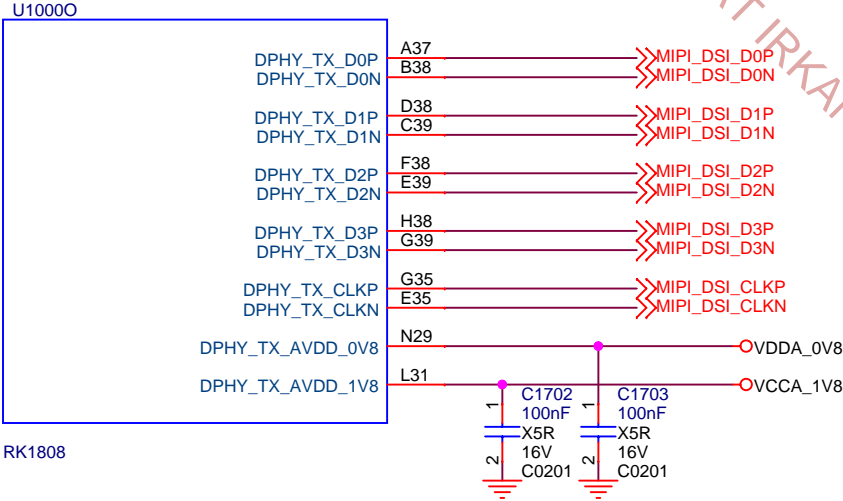 U1000O
DPHY_TX_D0P A37 MIPI_DSI_D0P
DPHY_TX_D0N B38 MIPI_DSI_D0N
DPHY_TX_D1P D38 MIPI_DSI_D1P
DPHY_TX_D1N C39 MIPI_DSI_D1N
DPHY_TX_D2P F38 MIPI_DSI_D2P
DPHY_TX_D2N E39 MIPI_DSI_D2N
DPHY_TX_D3P H38 MIPI_DSI_D3P
DPHY_TX_D3N G39 MIPI_DSI_D3N
DPHY_TX_CLKP G35 MIPI_DSI_CLKP
DPHY_TX_CLKN E35 MIPI_DSI_CLKN
DPHY_TX_AVDD_0V8 N29 VDDA_0V8
DPHY_TX_AVDD_1V8 L31 VCCA_1V8
1 C1702 1 C1703
100nF 100nF
X5R X5R
2 16V 2 16V
C0201 C0201
RK1808